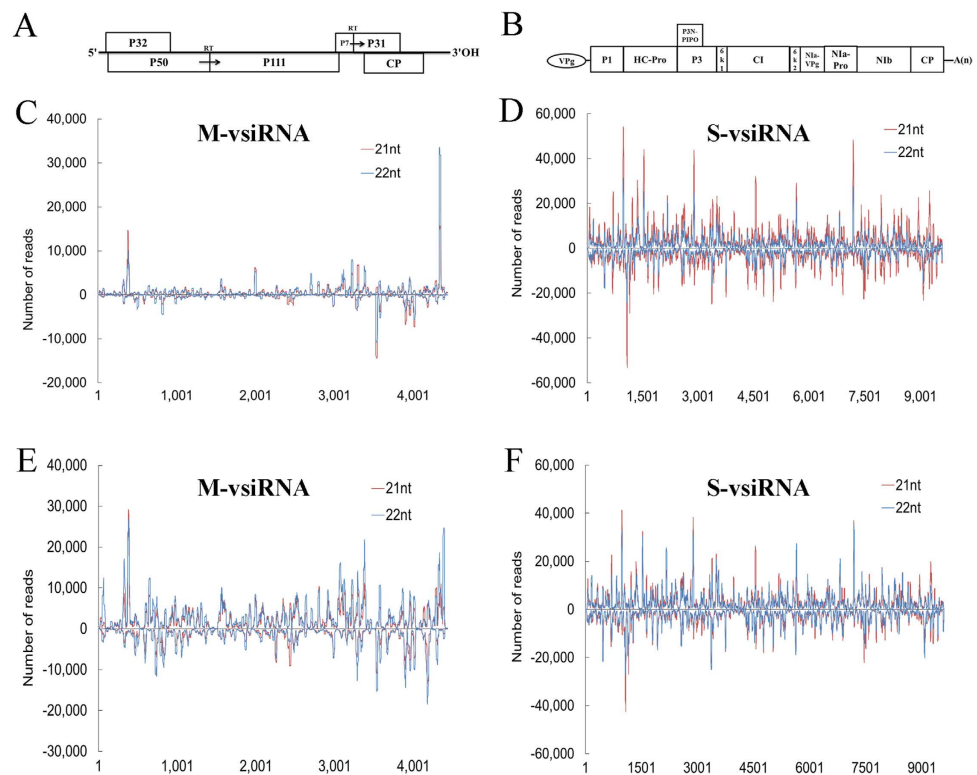 A
RT
P32
P7
P31
5'
3'OH
RT
P50
P111
CP
B
P3N-
PIPO
VPg
P1
HC-Pro
P3
6
k
1
CI
6
k
2
NIa-
VPg
NIa-
Pro
NIb
CP
A(n)
C
M-vsiRNA
21nt
22nt
Number of reads
40,000
30,000
20,000
10,000
0
-10,000
-20,000
1
1,001
2,001
3,001
4,001
D
S-vsiRNA
21nt
22nt
Number of reads
60,000
40,000
20,000
0
-20,000
-40,000
-60,000
1
1,501
3,001
4,501
6,001
7,501
9,001
E
M-vsiRNA
21nt
22nt
Number of reads
40,000
30,000
20,000
10,000
0
-10,000
-20,000
-30,000
1
1,001
2,001
3,001
4,001
F
S-vsiRNA
21nt
22nt
Number of reads
60,000
40,000
20,000
0
-20,000
-40,000
-60,000
1
1501
3001
4501
6001
7501
9001